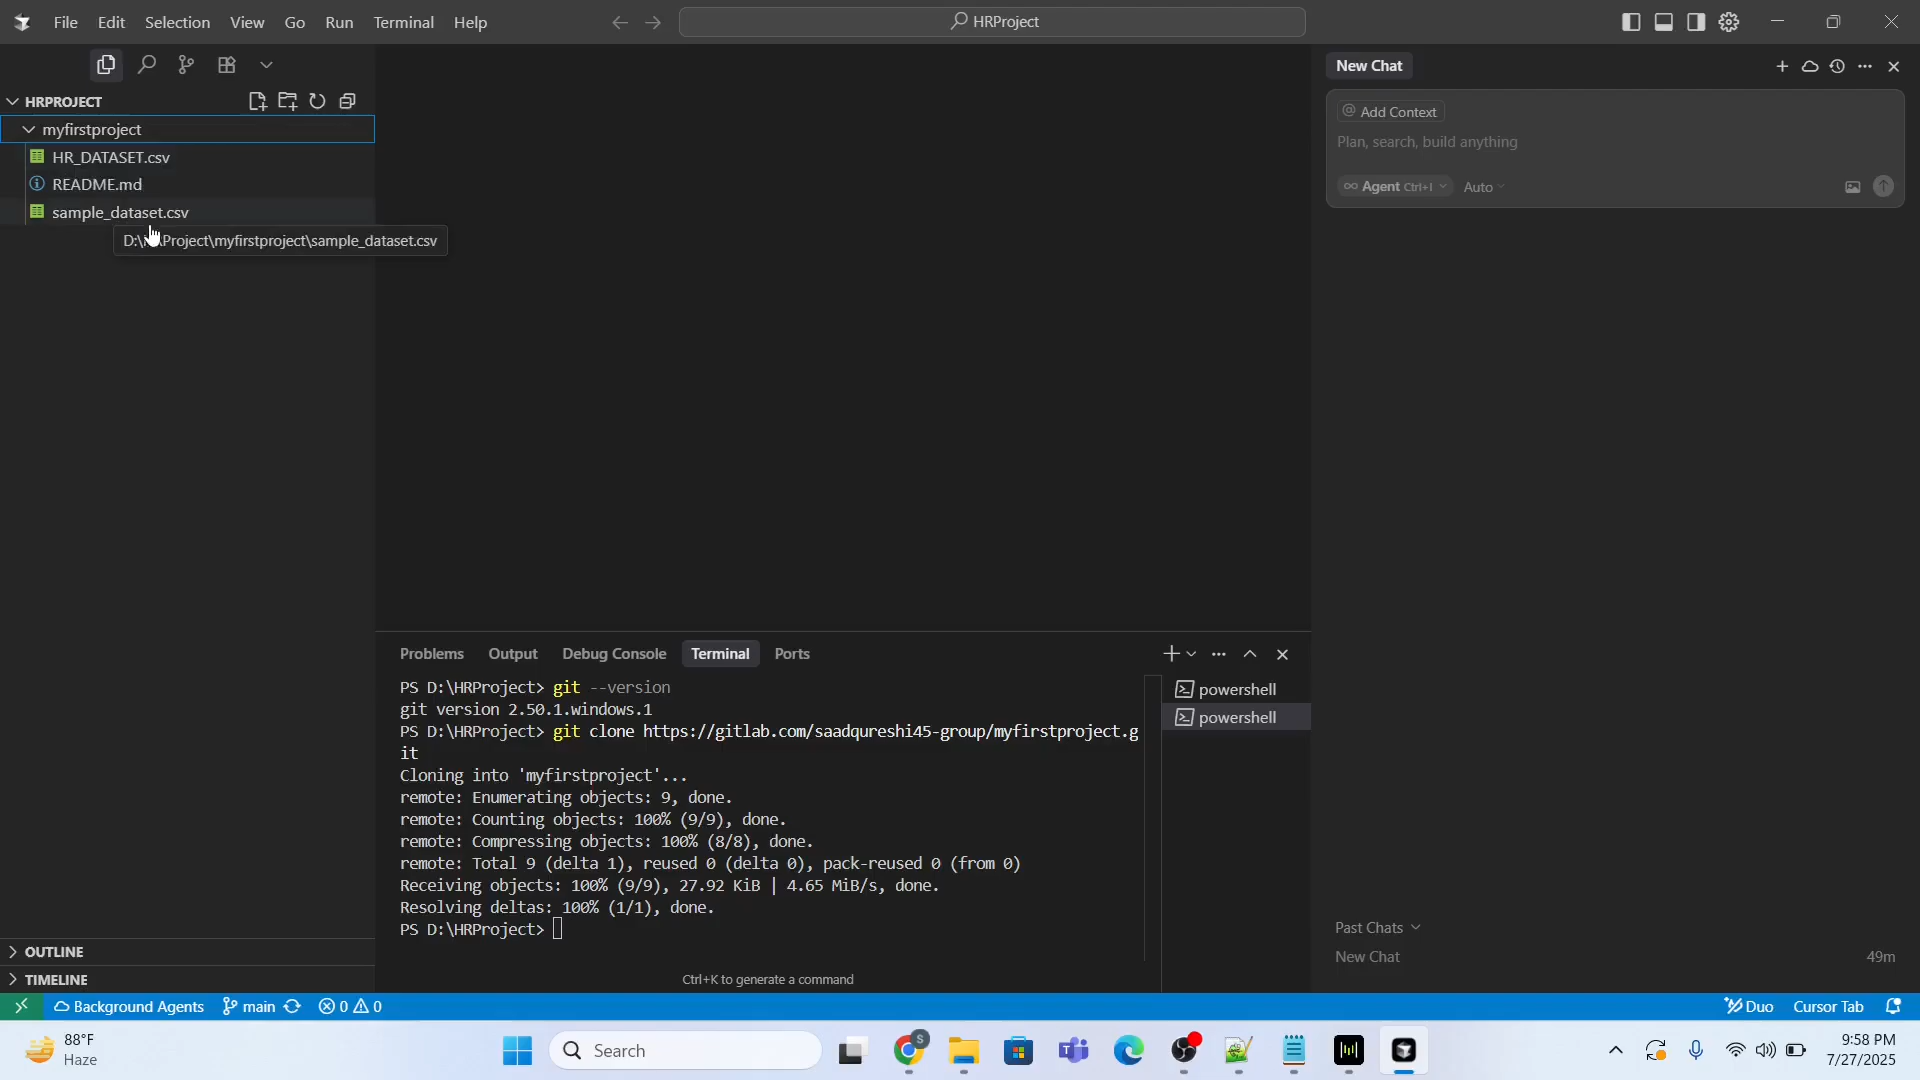 File Edit Selection View Go Run Terminal Help
HRProject
HRPROJECT
myfirstproject
HR_DATASET.csv
README.md
sample_dataset.csv
Project\myfirstproject\sample_dataset.csv
New Chat
@ Add Context
Plan, search, build anything
∞ Agent Ctrl+I
Auto
Problems Output Debug Console Terminal Ports
PS D:\HRProject> git --version
git version 2.50.1.windows.1
PS D:\HRProject> git clone https://gitlab.com/saadqureshi45-group/myfirstproject.g
it
Cloning into 'myfirstproject'...
remote: Enumerating objects: 9, done.
remote: Counting objects: 100% (9/9), done.
remote: Compressing objects: 100% (8/8), done.
remote: Total 9 (delta 1), reused 0 (delta 0), pack-reused 0 (from 0)
Receiving objects: 100% (9/9), 27.92 KiB | 4.65 MiB/s, done.
Resolving deltas: 100% (1/1), done.
PS D:\HRProject>
Ctrl+K to generate a command
powershell
powershell
Past Chats
New Chat 49m
OUTLINE
TIMELINE
Background Agents main 0 0
Duo Cursor Tab
88°F
Haze
Search
S
9:58 PM
7/27/2025